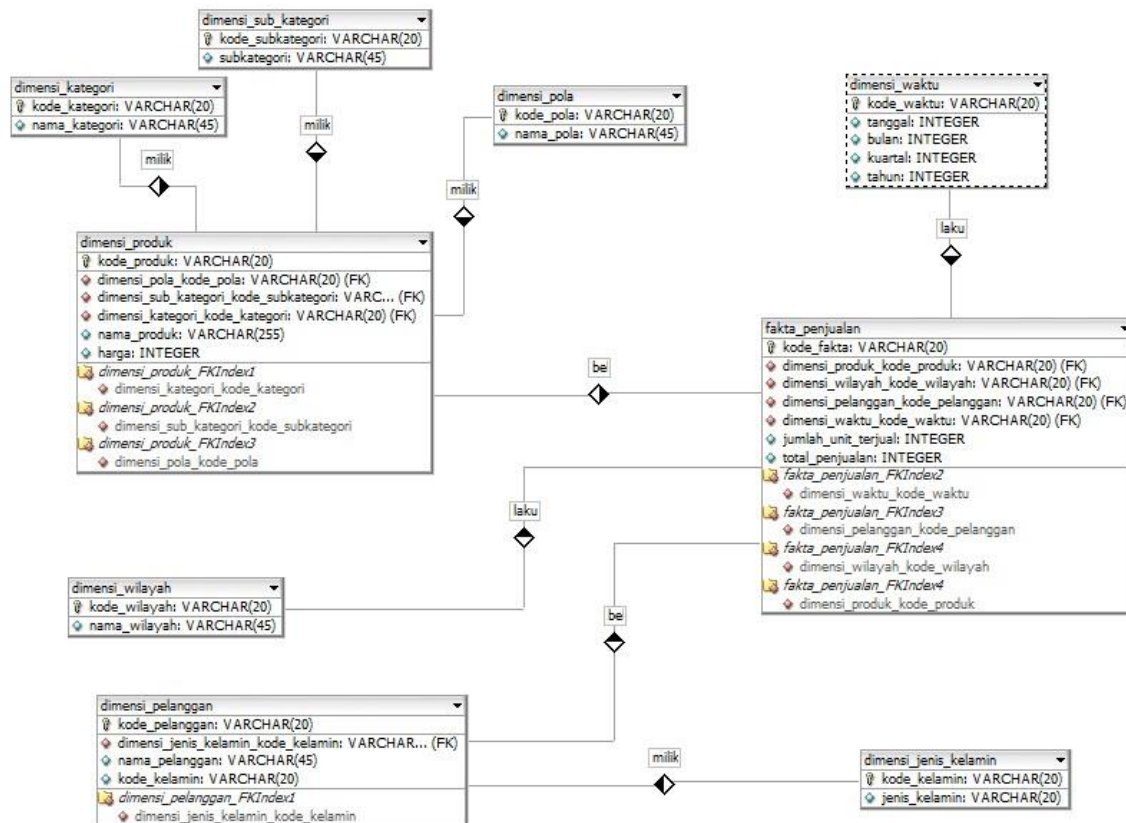 dimensi_sub_kategori
kode_subkategori: VARCHAR(20)
subkategori: VARCHAR(45)
dimensi_kategori
kode_kategori: VARCHAR(20)
nama_kategori: VARCHAR(45)
dimensi_pola
kode_pola: VARCHAR(20)
nama_pola: VARCHAR(45)
dimensi_waktu
kode_waktu: VARCHAR(20)
tanggal: INTEGER
bulan: INTEGER
kuartal: INTEGER
tahun: INTEGER
milik
milik
milik
laku
dimensi_produk
kode_produk: VARCHAR(20)
dimensi_pola_kode_pola: VARCHAR(20) (FK)
dimensi_sub_kategori_kode_subkategori: VARC... (FK)
dimensi_kategori_kode_kategori: VARCHAR(20) (FK)
nama_produk: VARCHAR(255)
harga: INTEGER
dimensi_produk_FKIndex1
dimensi_kategori_kode_kategori
dimensi_produk_FKIndex2
dimensi_sub_kategori_kode_subkategori
dimensi_produk_FKIndex3
dimensi_pola_kode_pola
be
fakta_penjualan
kode_fakta: VARCHAR(20)
dimensi_produk_kode_produk: VARCHAR(20) (FK)
dimensi_wilayah_kode_wilayah: VARCHAR(20) (FK)
dimensi_pelanggan_kode_pelanggan: VARCHAR(20) (FK)
dimensi_waktu_kode_waktu: VARCHAR(20) (FK)
jumlah_unit_terjual: INTEGER
total_penjualan: INTEGER
fakta_penjualan_FKIndex2
dimensi_waktu_kode_waktu
fakta_penjualan_FKIndex3
dimensi_pelanggan_kode_pelanggan
fakta_penjualan_FKIndex4
dimensi_wilayah_kode_wilayah
fakta_penjualan_FKIndex4
dimensi_produk_kode_produk
laku
dimensi_wilayah
kode_wilayah: VARCHAR(20)
nama_wilayah: VARCHAR(45)
be
dimensi_pelanggan
kode_pelanggan: VARCHAR(20)
dimensi_jenis_kelamin_kode_kelamin: VARCHAR... (FK)
nama_pelanggan: VARCHAR(45)
kode_kelamin: VARCHAR(20)
dimensi_pelanggan_FKIndex1
dimensi_jenis_kelamin_kode_kelamin
milik
dimensi_jenis_kelamin
kode_kelamin: VARCHAR(20)
jenis_kelamin: VARCHAR(20)